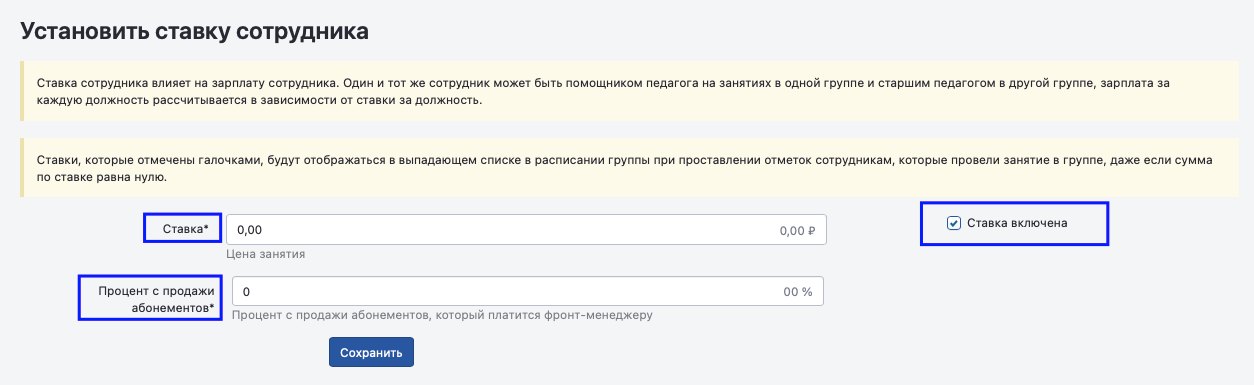 Установить ставку сотрудника
Ставка сотрудника влияет на зарплату сотрудника. Один и тот же сотрудник может быть помощником педагога на занятиях в одной группе и старшим педагогом в другой группе, зарплата за
каждую должность рассчитывается в зависимости от ставки за должность.
Ставки, которые отмечены галочками, будут отображаться в выпадающем списке в расписании группы при проставлении отметок сотрудникам, которые провели занятие в группе, даже если сумма
по ставке равна нулю.
Ставка* 0,00 0,00 ₽ Ставка включена
Цена занятия
Процент с продажи
абонементов* 0 00 %
Процент с продажи абонементов, который платится фронт-менеджеру
Сохранить